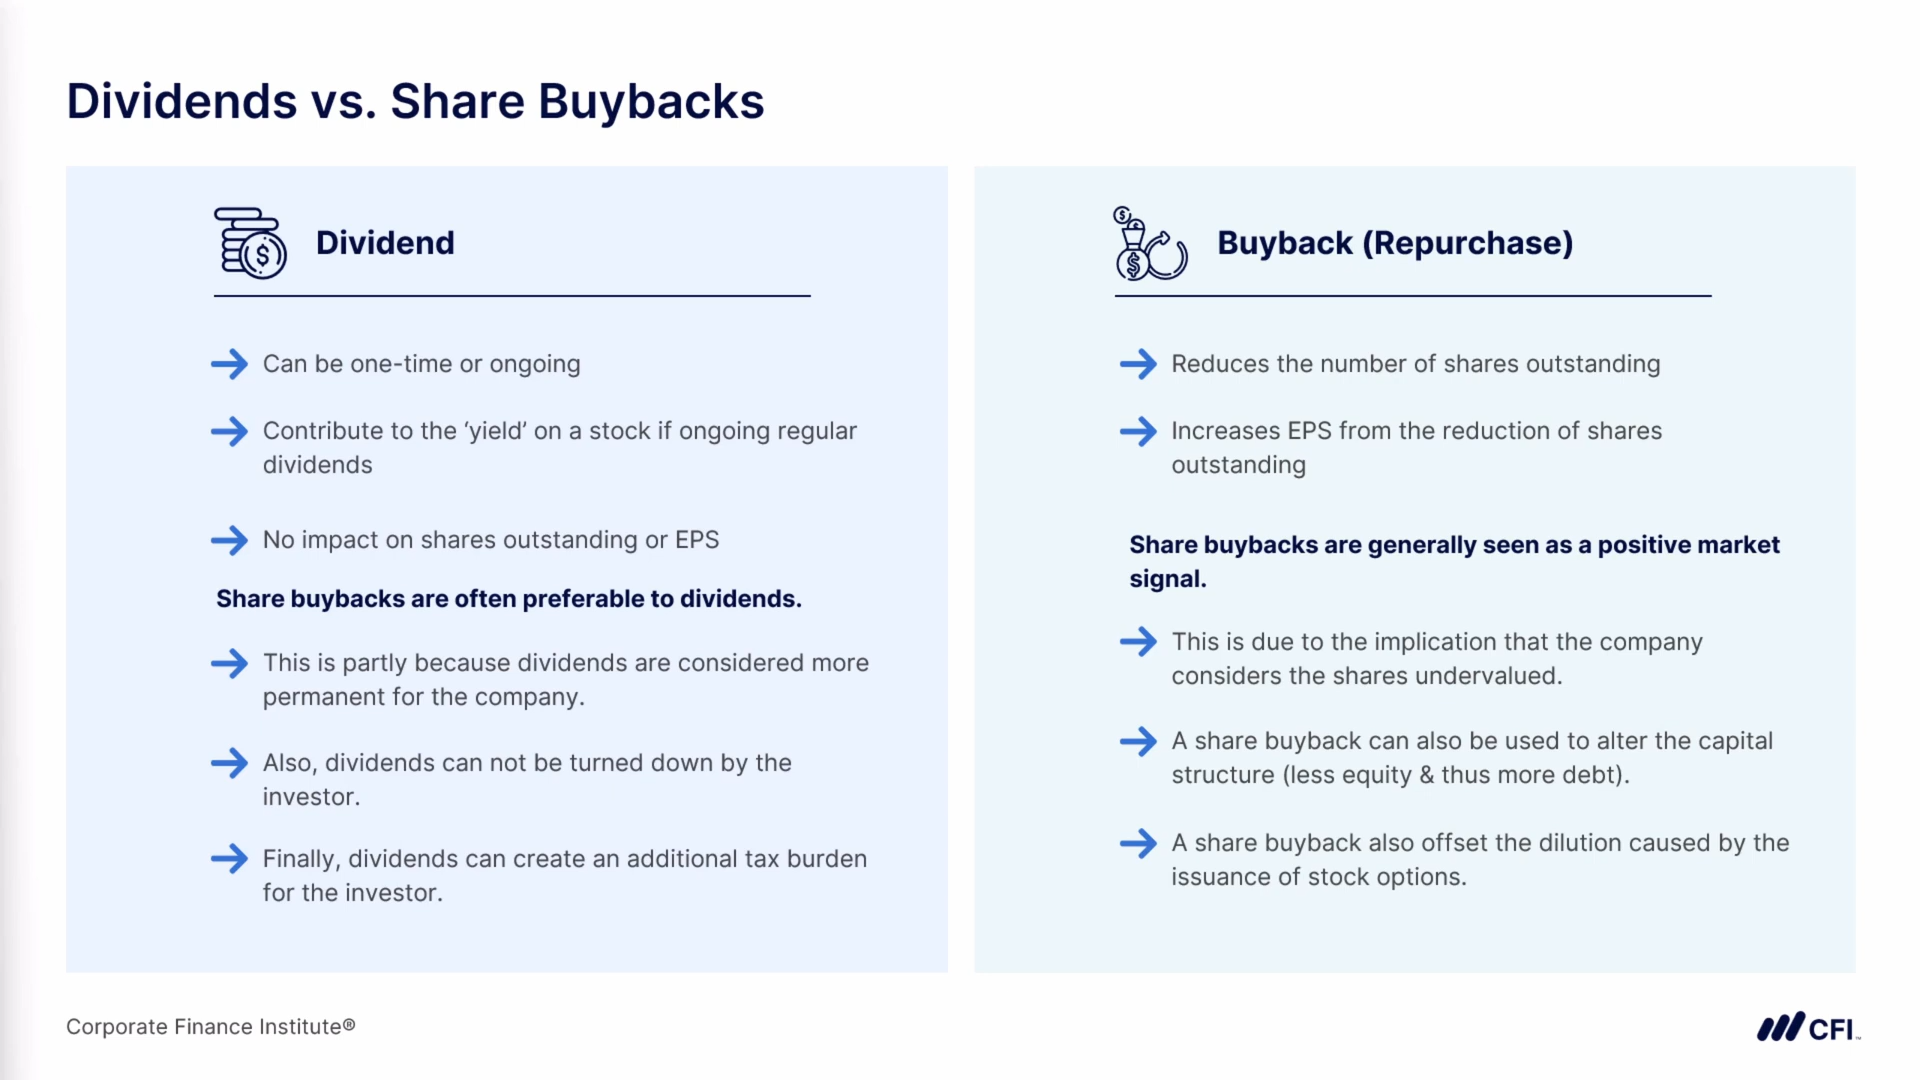 Dividends vs. Share Buybacks
Dividend
Can be one-time or ongoing
Contribute to the ‘yield’ on a stock if ongoing regular
dividends
No impact on shares outstanding or EPS
Share buybacks are often preferable to dividends.
This is partly because dividends are considered more
permanent for the company.
Also, dividends can not be turned down by the
investor.
Finally, dividends can create an additional tax burden
for the investor.
Buyback (Repurchase)
Reduces the number of shares outstanding
Increases EPS from the reduction of shares
outstanding
Share buybacks are generally seen as a positive market
signal.
This is due to the implication that the company
considers the shares undervalued.
A share buyback can also be used to alter the capital
structure (less equity & thus more debt).
A share buyback also offset the dilution caused by the
issuance of stock options.
Corporate Finance Institute®
CFI™